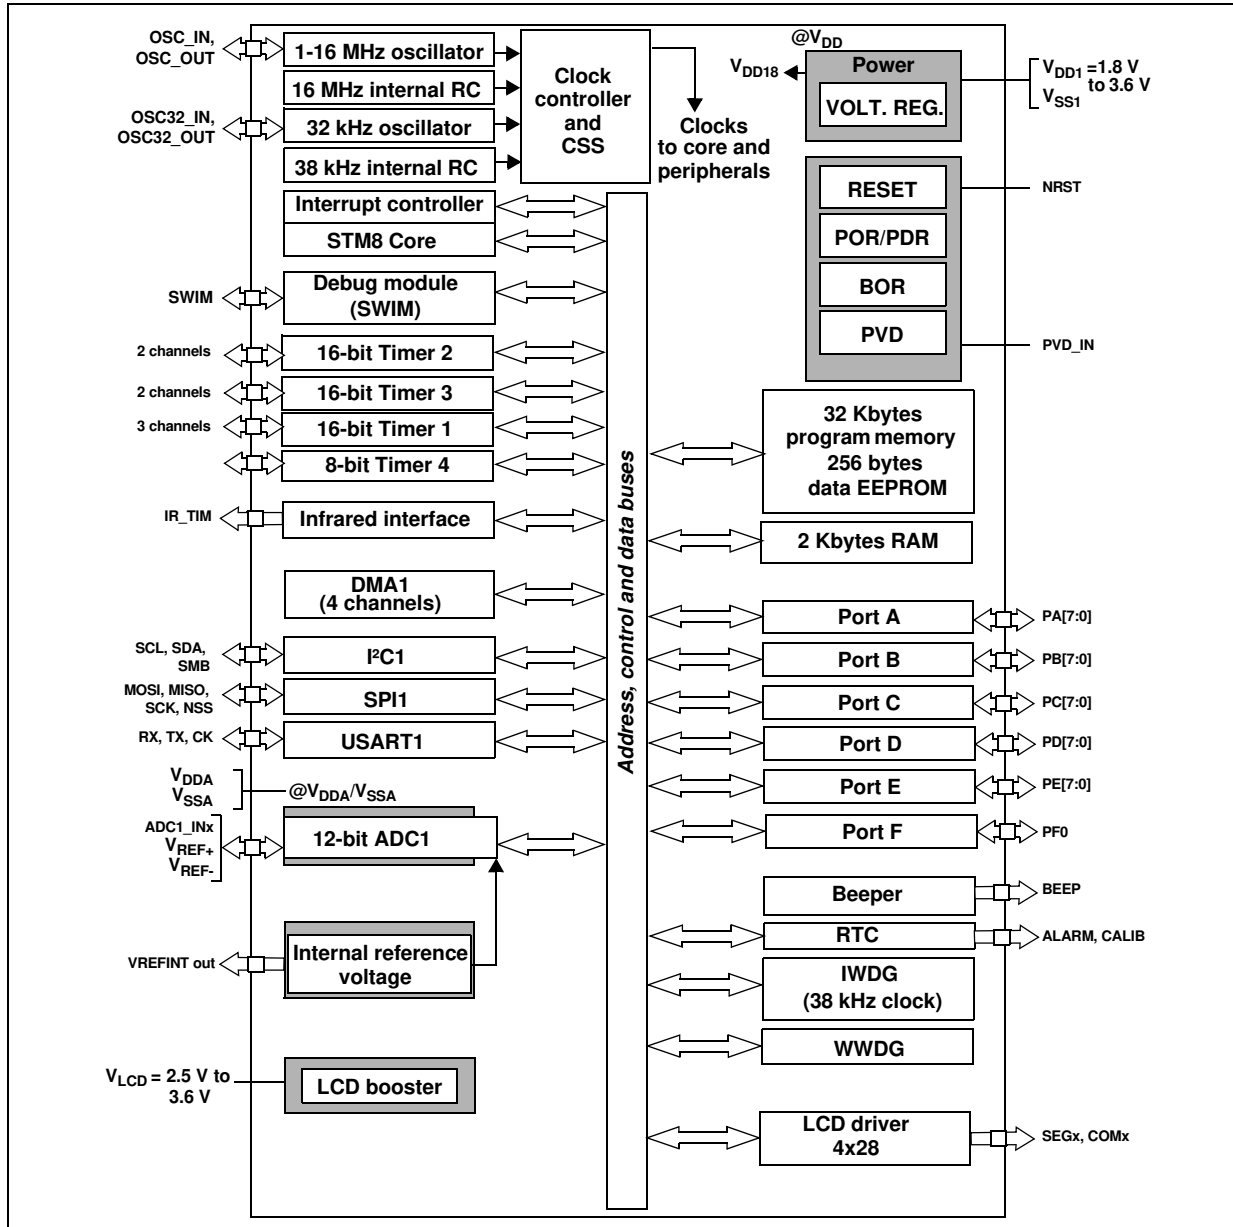 OSC_IN,
OSC_OUT
1-16 MHz oscillator
16 MHz internal RC
OSC32_IN,
OSC32_OUT
32 kHz oscillator
38 kHz internal RC
Clock
controller
and
CSS
Clocks
to core and
peripherals
@VDD
VDD18
Power
VOLT. REG.
VDD1 =1.8 V
to 3.6 V
VSS1
RESET
NRST
POR/PDR
BOR
PVD
PVD_IN
Interrupt controller
STM8 Core
SWIM
Debug module
(SWIM)
2 channels
16-bit Timer 2
2 channels
16-bit Timer 3
3 channels
16-bit Timer 1
8-bit Timer 4
IR_TIM
Infrared interface
DMA1
(4 channels)
SCL, SDA,
SMB
I²C1
MOSI, MISO,
SCK, NSS
SPI1
RX, TX, CK
USART1
VDDA
VSSA
@VDDA/VSSA
ADC1_INx
VREF+
VREF-
12-bit ADC1
VREFINT out
Internal reference
voltage
VLCD = 2.5 V to
3.6 V
LCD booster
Address, control and data buses
32 Kbytes
program memory
256 bytes
data EEPROM
2 Kbytes RAM
Port A
PA[7:0]
Port B
PB[7:0]
Port C
PC[7:0]
Port D
PD[7:0]
Port E
PE[7:0]
Port F
PF0
Beeper
BEEP
RTC
ALARM, CALIB
IWDG
(38 kHz clock)
WWDG
LCD driver
4x28
SEGx, COMx